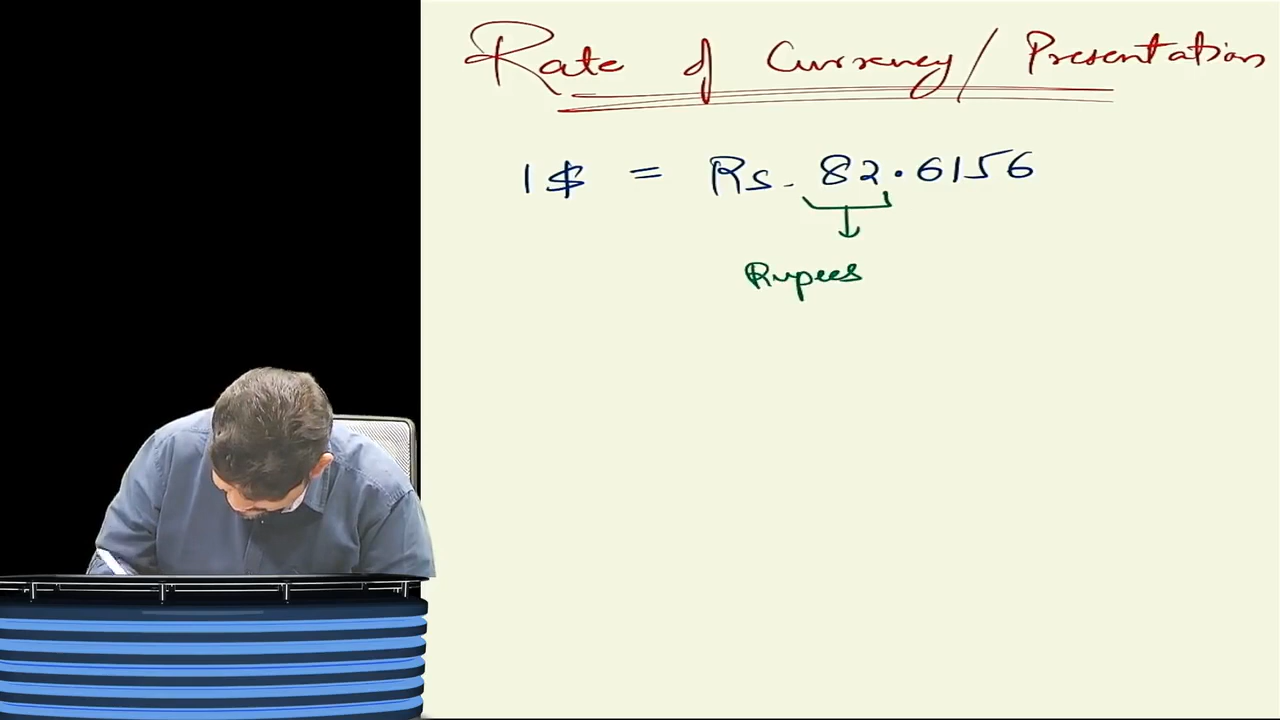 Rate of Currency/Presentation
1$ = Rs. 82.6156
Rupees